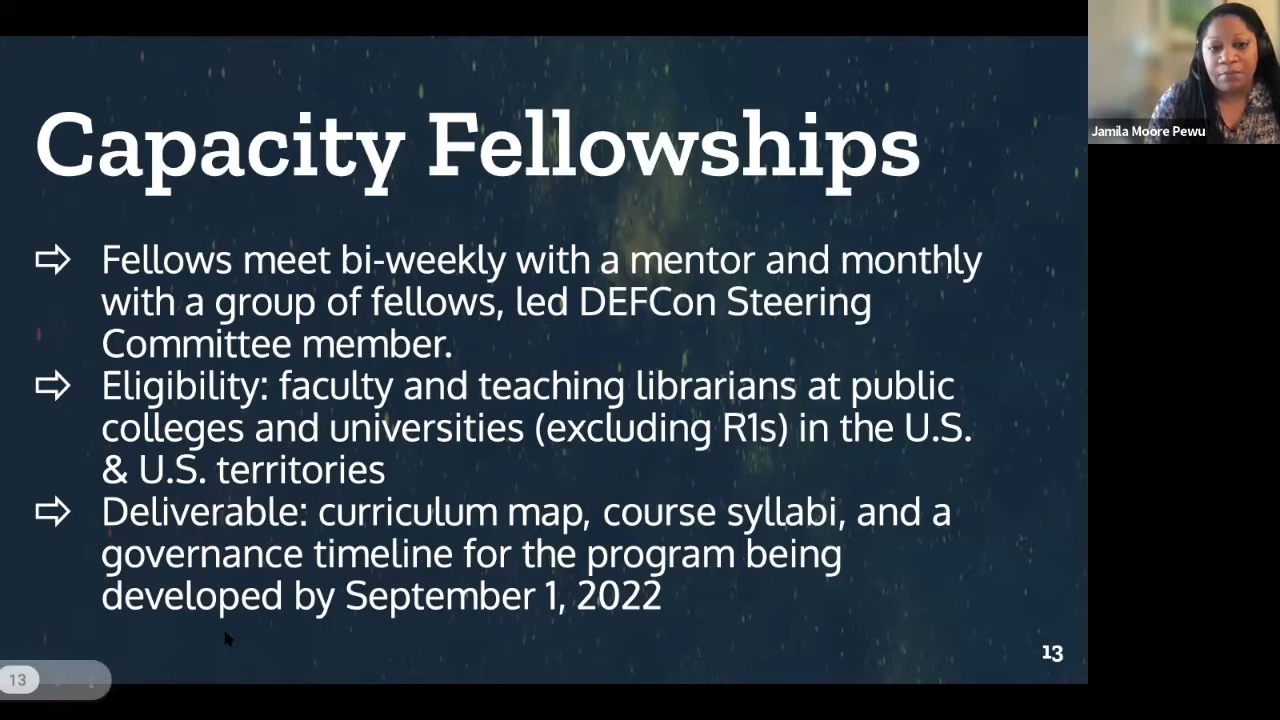 Capacity Fellowships
Jamila Moore Pewu
⇨ Fellows meet bi-weekly with a mentor and monthly
with a group of fellows, led DEFCon Steering
Committee member.
⇨ Eligibility: faculty and teaching librarians at public
colleges and universities (excluding R1s) in the U.S.
& U.S. territories
⇨ Deliverable: curriculum map, course syllabi, and a
governance timeline for the program being
developed by September 1, 2022
13
13